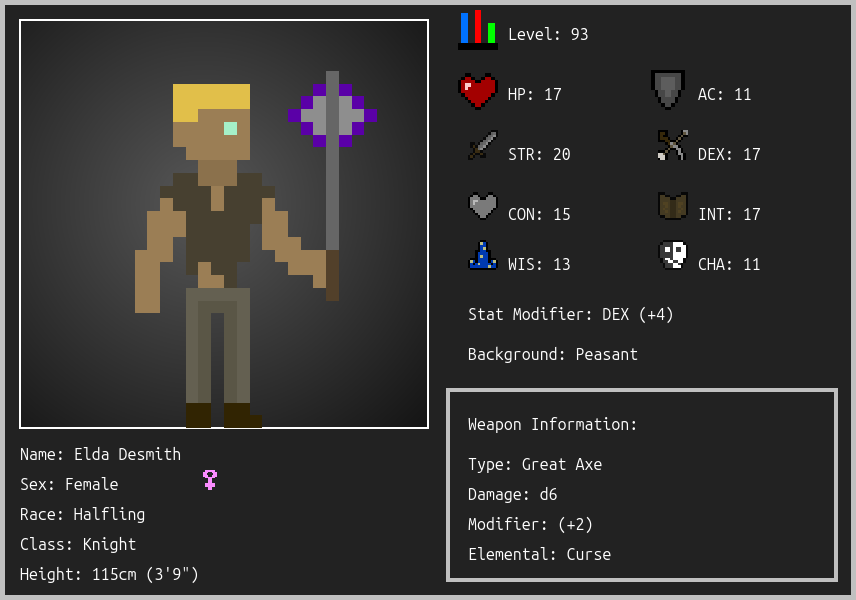 Level: 93
HP: 17
AC: 11
STR: 20
DEX: 17
CON: 15
INT: 17
WIS: 13
CHA: 11
Stat Modifier: DEX (+4)
Background: Peasant
Weapon Information:
Type: Great Axe
Damage: d6
Modifier: (+2)
Elemental: Curse
Name: Elda Desmith
Sex: Female
Race: Halfling
Class: Knight
Height: 115cm (3'9")